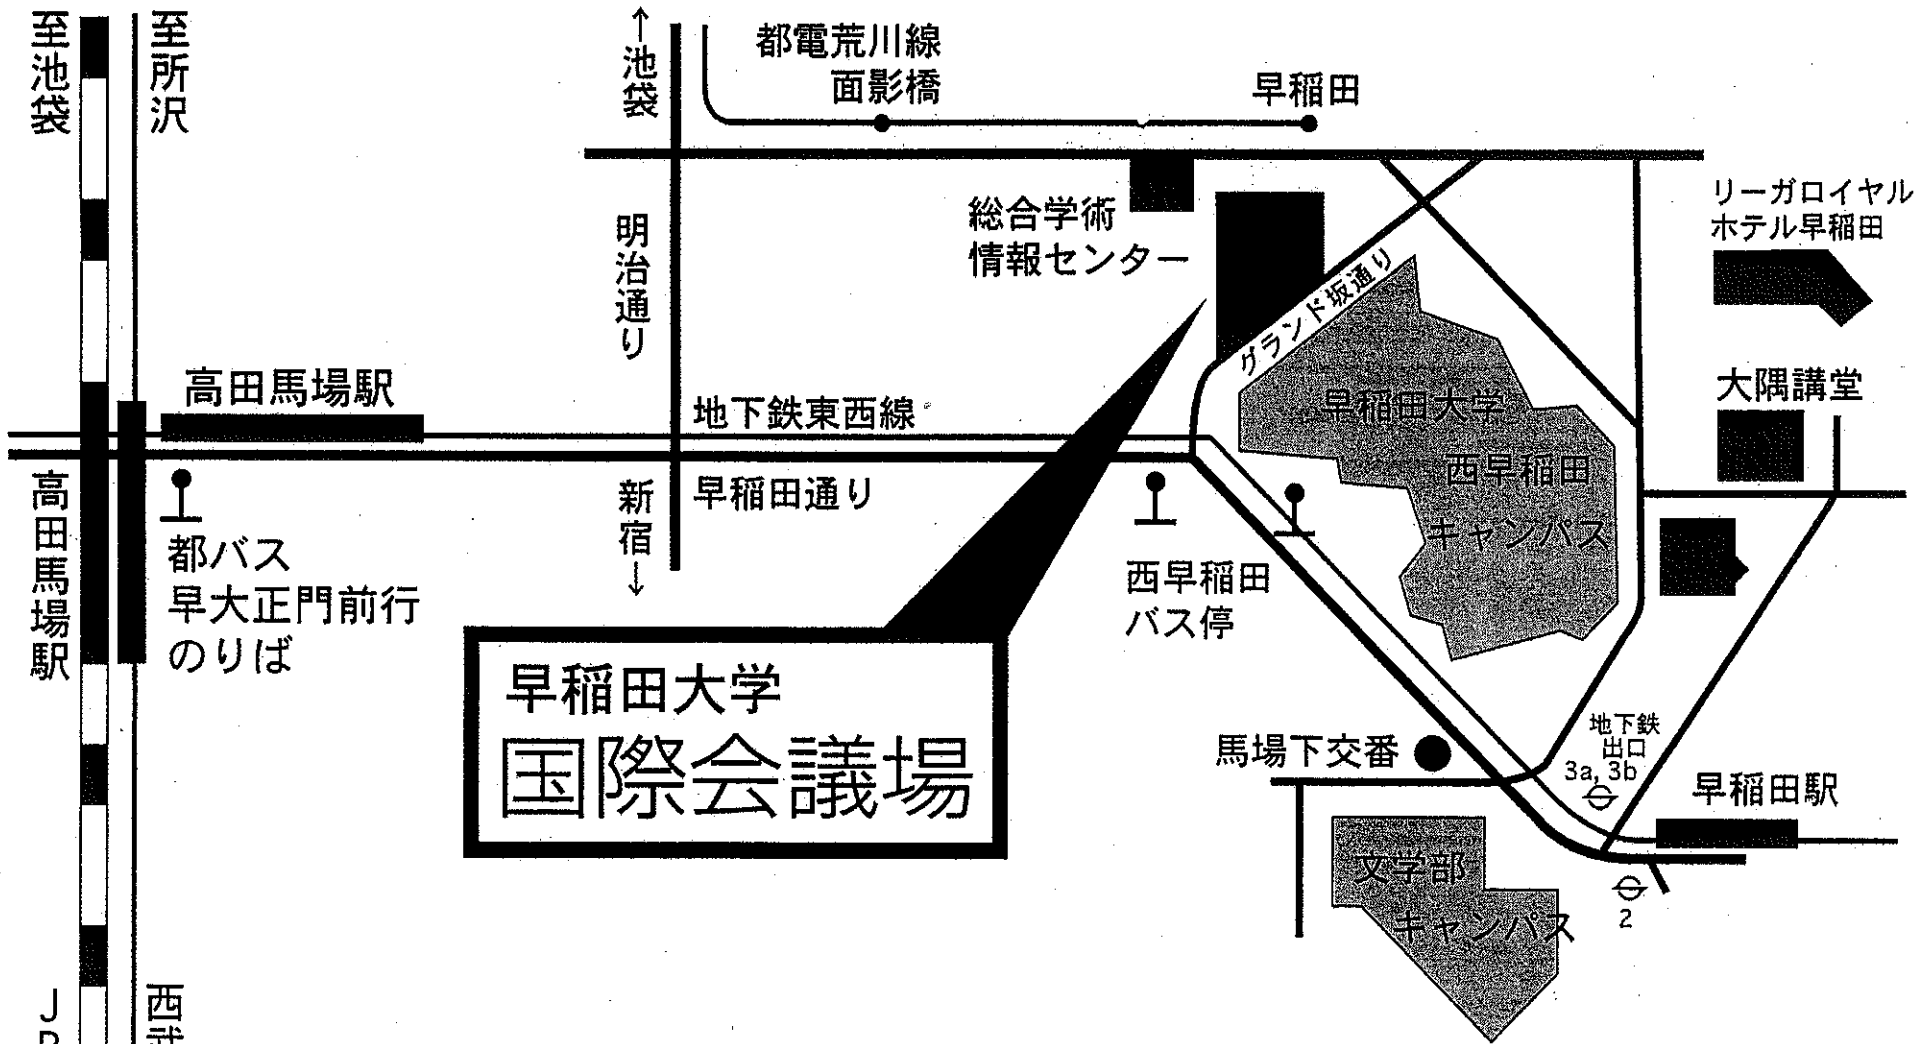 至池袋
至所沢
↑池袋
都電荒川線
面影橋
早稲田
リーガロイヤル
ホテル早稲田
総合学術
情報センター
明治通り
グランド坂通り
高田馬場駅
地下鉄東西線
早稲田大学
西早稲田
キャンパス
大隈講堂
早稲田通り
新宿↓
高田馬場駅
都バス
早大正門前行
のりば
西早稲田
バス停
早稲田大学
国際会議場
馬場下交番
地下鉄
出口
3a, 3b
早稲田駅
文学部
キャンパス
2
J
西